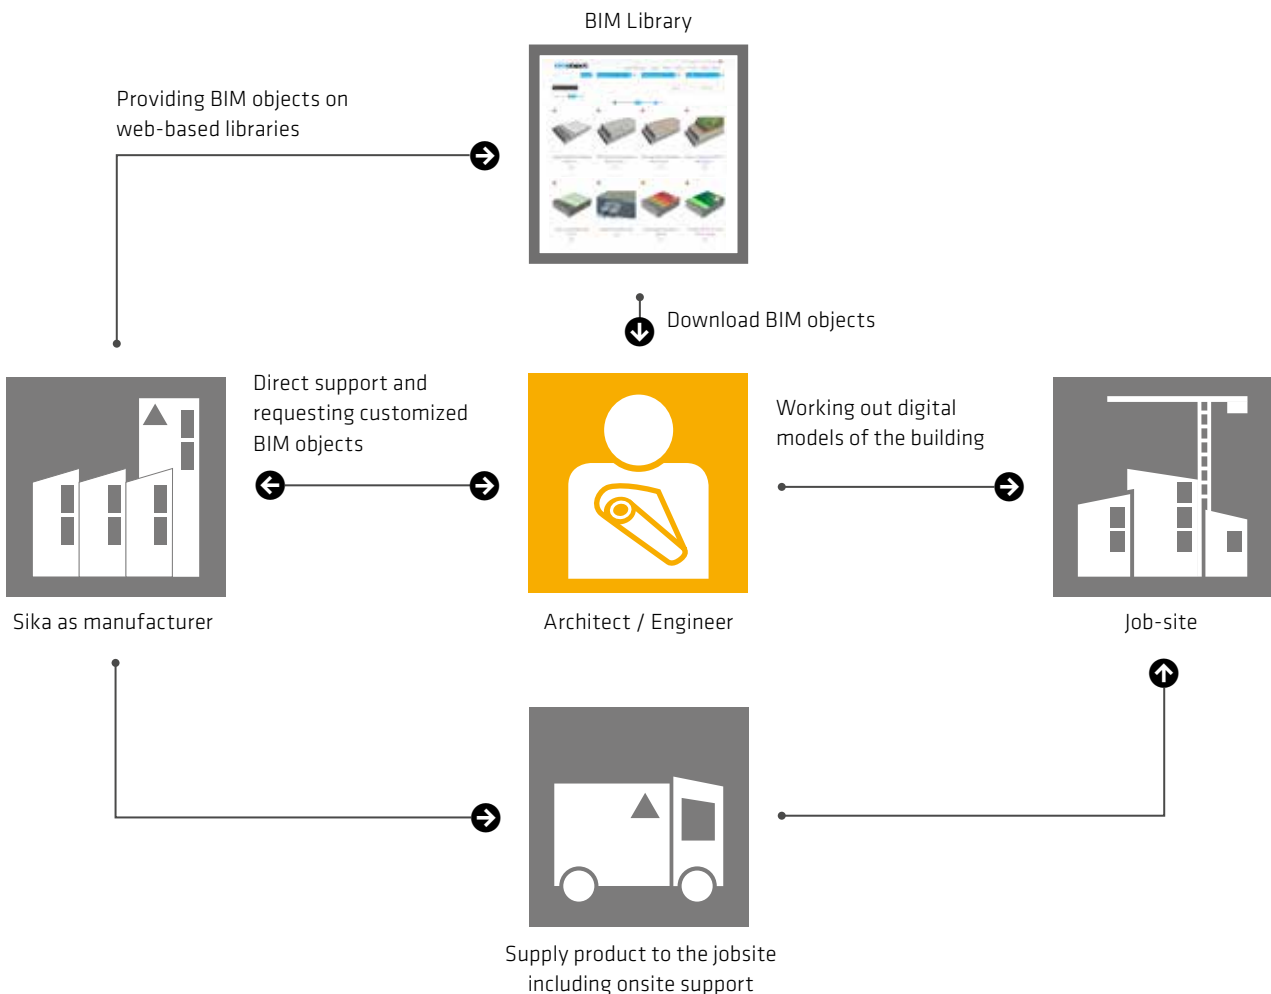 BIM Library
Providing BIM objects on
web-based libraries
Download BIM objects
Direct support and
requesting customized
BIM objects
Working out digital
models of the building
Sika as manufacturer
Architect / Engineer
Job-site
Supply product to the jobsite
including onsite support